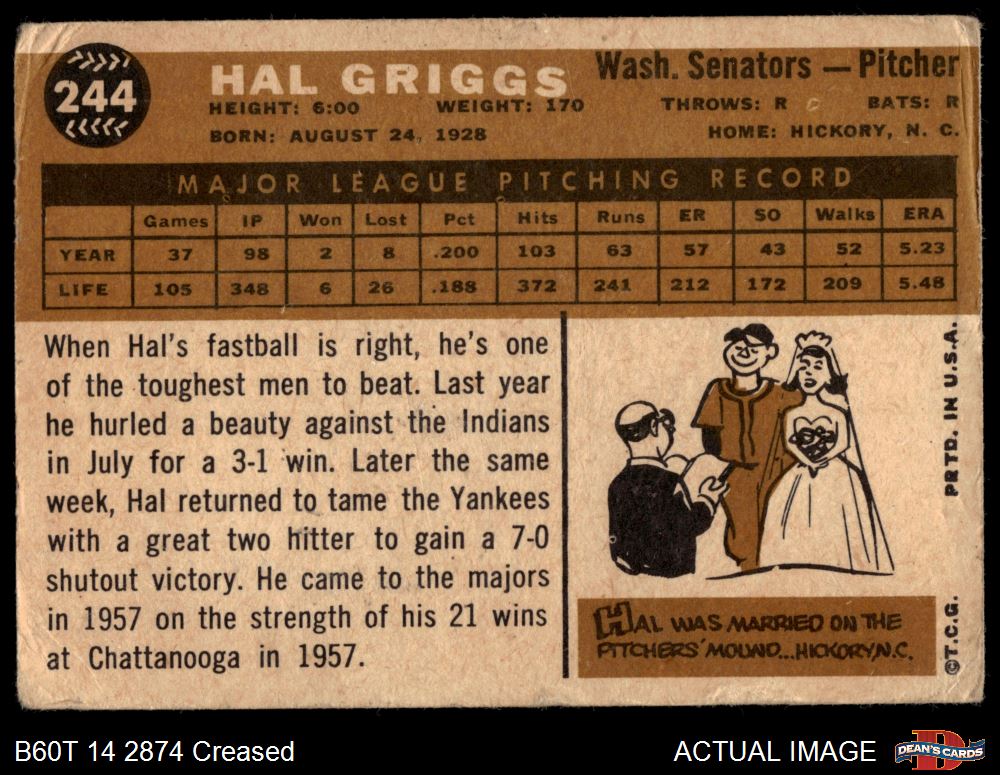 244
HAL GRIGGS
Wash. Senators — Pitcher
HEIGHT: 6:00 WEIGHT: 170 THROWS: R BATS: R
BORN: AUGUST 24, 1928 HOME: HICKORY, N. C.
MAJOR LEAGUE PITCHING RECORD
Games IP Won Lost Pct Hits Runs ER SO Walks ERA
YEAR 37 98 2 8 .200 103 63 57 43 52 5.23
LIFE 105 348 6 26 .188 372 241 212 172 209 5.48
When Hal's fastball is right, he's one
of the toughest men to beat. Last year
he hurled a beauty against the Indians
in July for a 3-1 win. Later the same
week, Hal returned to tame the Yankees
with a great two hitter to gain a 7-0
shutout victory. He came to the majors
in 1957 on the strength of his 21 wins
at Chattanooga in 1957.
HAL WAS MARRIED ON THE
PITCHERS' MOUND...HICKORY, N.C.
©T.C.G. PRTD. IN U.S.A.
B60T 14 2874 Creased
ACTUAL IMAGE
D
DEAN'S CARDS